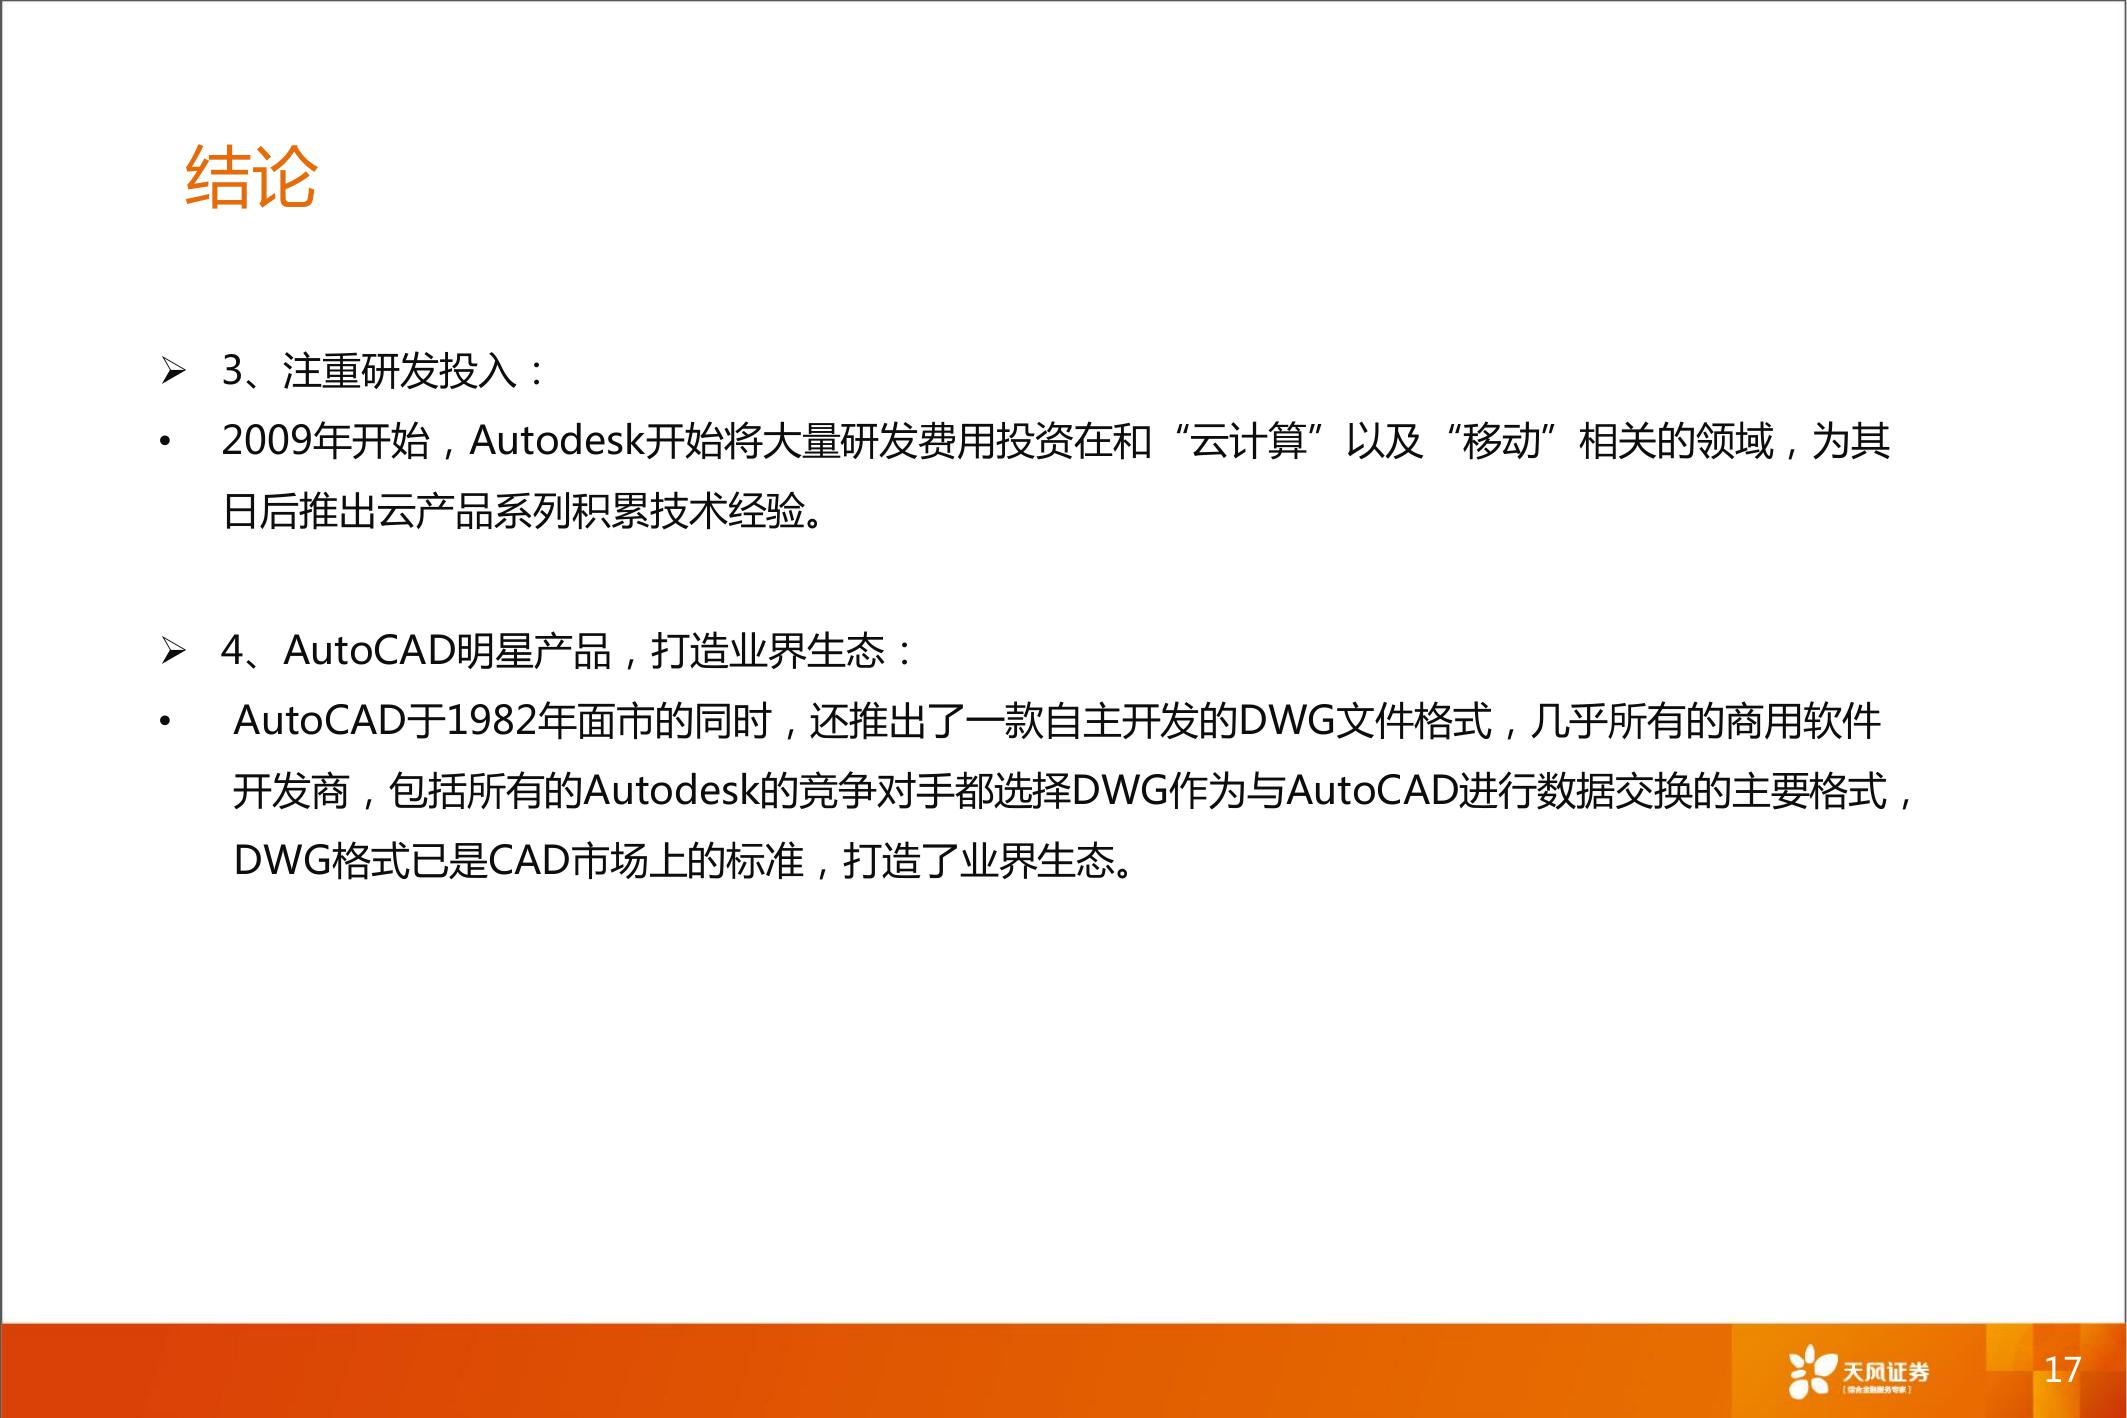 结论
➢ 3、注重研发投入：
• 2009年开始，Autodesk开始将大量研发费用投资在和“云计算”以及“移动”相关的领域，为其
日后推出云产品系列积累技术经验。
➢ 4、AutoCAD明星产品，打造业界生态：
• AutoCAD于1982年面市的同时，还推出了一款自主开发的DWG文件格式，几乎所有的商用软件
开发商，包括所有的Autodesk的竞争对手都选择DWG作为与AutoCAD进行数据交换的主要格式，
DWG格式已是CAD市场上的标准，打造了业界生态。
天风证券
[综合金融服务专家]
17